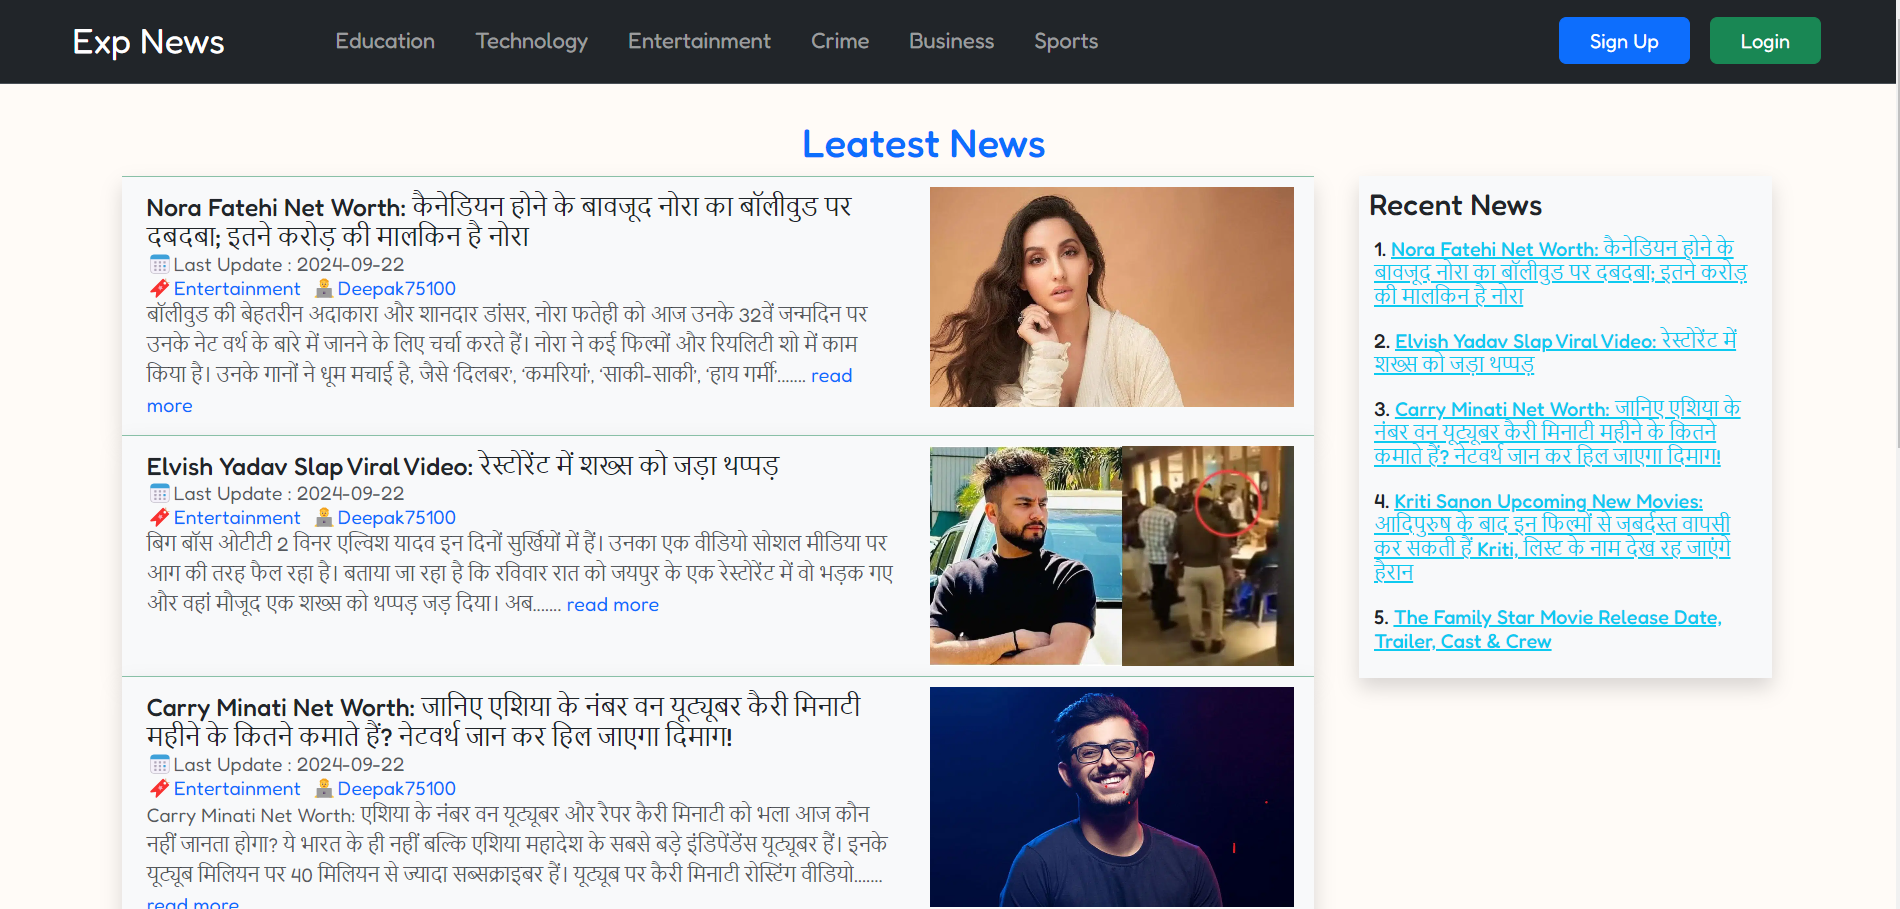 Exp News
Education
Technology
Entertainment
Crime
Business
Sports
Sign Up
Login
Leatest News
Nora Fatehi Net Worth: कैनेडियन होने के बावजूद नोरा का बॉलीवुड पर
दबदबा; इतने करोड़ की मालकिन है नोरा
Last Update : 2024-09-22
Entertainment Deepak75100
बॉलीवुड की बेहतरीन अदाकारा और शानदार डांसर, नोरा फतेही को आज उनके 32वें जन्मदिन पर
उनके नेट वर्थ के बारे में जानने के लिए चर्चा करते हैं। नोरा ने कई फिल्मों और रियलिटी शो में काम
किया है। उनके गानों ने धूम मचाई है, जैसे ‘दिलबर’, ‘कमरियां’, ‘साकी-साकी’, ‘हाय गर्मी’....... read
more
Elvish Yadav Slap Viral Video: रेस्टोरेंट में शख्स को जड़ा थप्पड़
Last Update : 2024-09-22
Entertainment Deepak75100
बिग बॉस ओटीटी 2 विनर एल्विश यादव इन दिनों सुर्खियों में हैं। उनका एक वीडियो सोशल मीडिया पर
आग की तरह फैल रहा है। बताया जा रहा है कि रविवार रात को जयपुर के एक रेस्टोरेंट में वो भड़क गए
और वहां मौजूद एक शख्स को थप्पड़ जड़ दिया। अब....... read more
Carry Minati Net Worth: जानिए एशिया के नंबर वन यूट्यूबर कैरी मिनाटी
महीने के कितने कमाते हैं? नेटवर्थ जान कर हिल जाएगा दिमाग!
Last Update : 2024-09-22
Entertainment Deepak75100
Carry Minati Net Worth: एशिया के नंबर वन यूट्यूबर और रैपर कैरी मिनाटी को भला आज कौन
नहीं जानता होगा? ये भारत के ही नहीं बल्कि एशिया महादेश के सबसे बड़े इंडिपेंडेंस यूट्यूबर हैं। इनके
यूट्यूब मिलियन पर 40 मिलियन से ज्यादा सब्सक्राइबर हैं। यूट्यूब पर कैरी मिनाटी रोस्टिंग वीडियो.......
read more
Recent News
1. Nora Fatehi Net Worth: कैनेडियन होने के
बावजूद नोरा का बॉलीवुड पर दबदबा; इतने करोड़
की मालकिन है नोरा
2. Elvish Yadav Slap Viral Video: रेस्टोरेंट में
शख्स को जड़ा थप्पड़
3. Carry Minati Net Worth: जानिए एशिया के
नंबर वन यूट्यूबर कैरी मिनाटी महीने के कितने
कमाते हैं? नेटवर्थ जान कर हिल जाएगा दिमाग!
4. Kriti Sanon Upcoming New Movies:
आदिपुरुष के बाद इन फिल्मों से जबर्दस्त वापसी
कर सकती हैं Kriti, लिस्ट के नाम देख रह जाएंगे
हैरान
5. The Family Star Movie Release Date,
Trailer, Cast & Crew